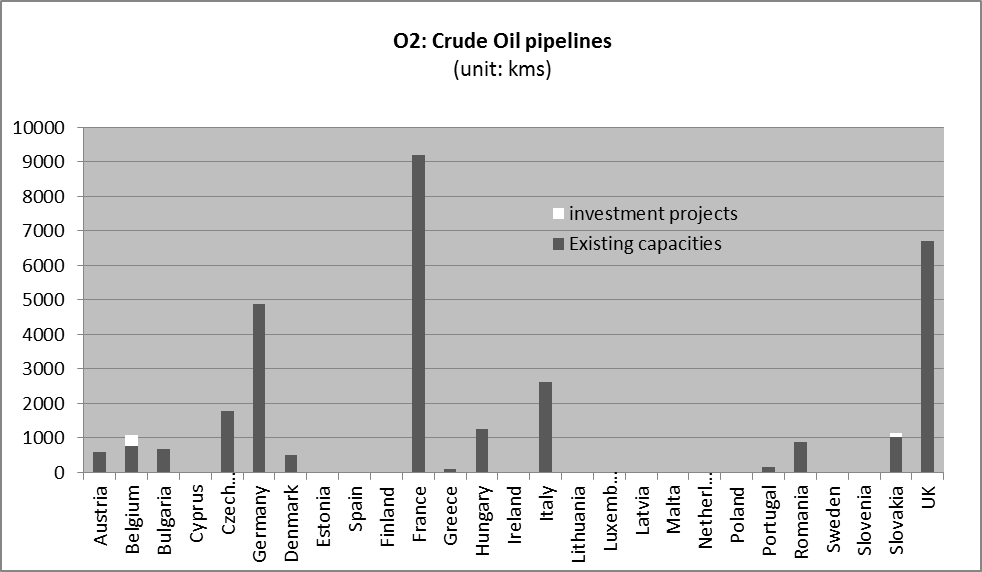 O2: Crude Oil pipelines
(unit: kms)
10000
9000
8000
7000
6000
5000
4000
3000
2000
1000
0
investment projects
Existing capacities
Austria
Belgium
Bulgaria
Cyprus
Czech...
Germany
Denmark
Estonia
Spain
Finland
France
Greece
Hungary
Ireland
Italy
Lithuania
Luxemb...
Latvia
Malta
Netherl...
Poland
Portugal
Romania
Sweden
Slovenia
Slovakia
UK